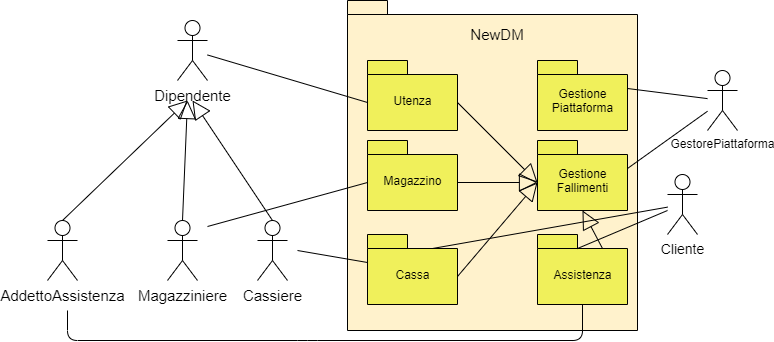 NewDM
Dipendente
Utenza
Gestione
Piattaforma
GestorePiattaforma
Magazzino
Gestione
Fallimenti
Cliente
AddettoAssistenza
Magazziniere
Cassiere
Cassa
Assistenza